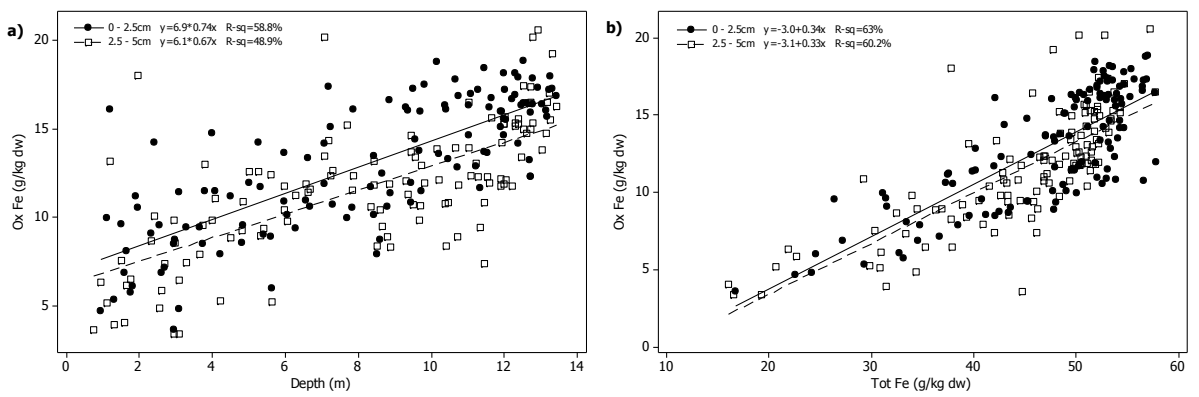 a)
0 - 2.5cm y=6.9*0.74x R-sq=58.8%
2.5 - 5cm y=6.1*0.67x R-sq=48.9%
20
15
10
5
0 2 4 6 8 10 12 14
Depth (m)
Ox Fe (g/kg dw)
b)
0 - 2.5cm y=-3.0+0.34x R-sq=63%
2.5 - 5cm y=-3.1+0.33x R-sq=60.2%
20
15
10
5
0
10 20 30 40 50 60
Tot Fe (g/kg dw)
Ox Fe (g/kg dw)